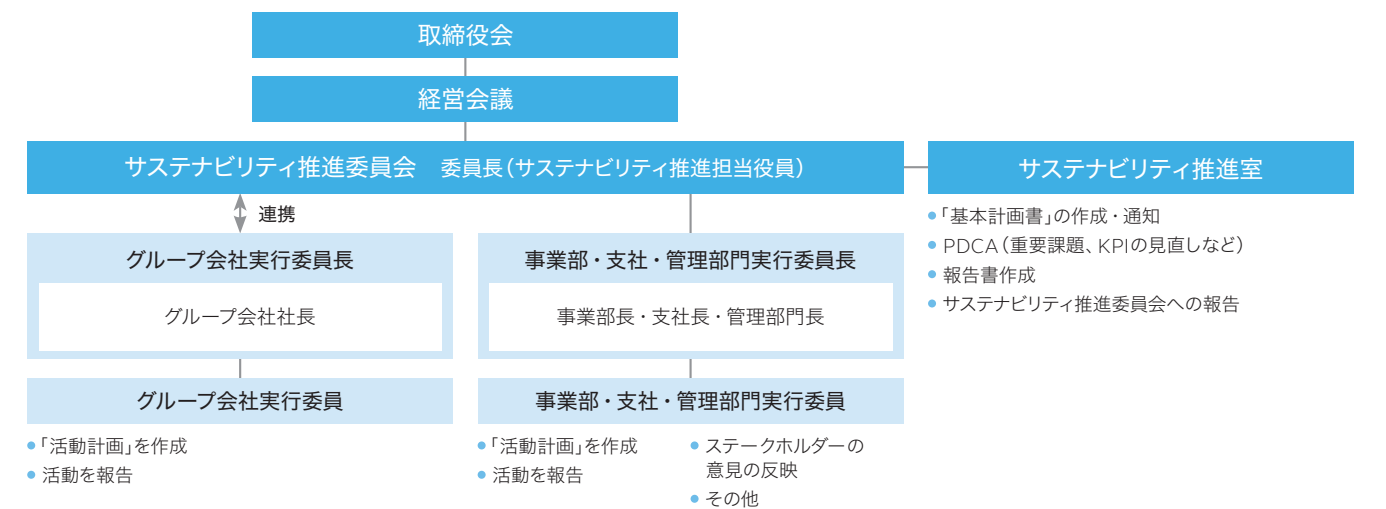 取締役会
経営会議
サステナビリティ推進委員会 委員長(サステナビリティ推進担当役員)
サステナビリティ推進室
•「基本計画書」の作成・通知
• PDCA(重要課題、KPIの見直しなど)
• 報告書作成
• サステナビリティ推進委員会への報告
連携
グループ会社実行委員長
グループ会社社長
グループ会社実行委員
•「活動計画」を作成
• 活動を報告
事業部・支社・管理部門実行委員長
事業部長・支社長・管理部門長
事業部・支社・管理部門実行委員
•「活動計画」を作成
• 活動を報告
• ステークホルダーの
意見の反映
• その他